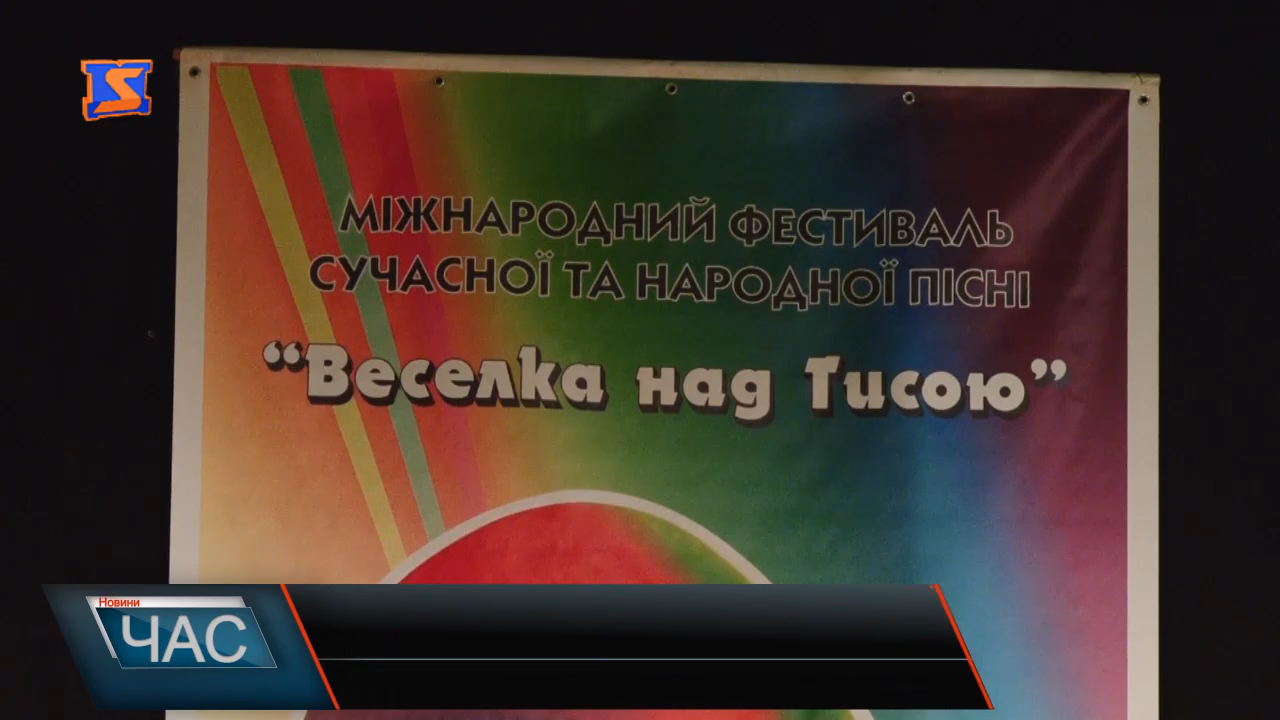 МІЖНАРОДНИЙ ФЕСТИВАЛЬ
СУЧАСНОЇ ТА НАРОДНОЇ ПІСНІ
“Веселка над Тисою”
Новини
ЧАС